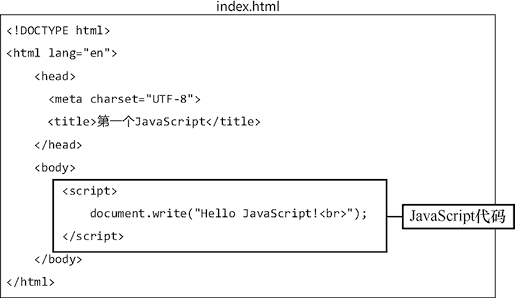 index.html
<!DOCTYPE html>
<html lang="en">
<head>
<meta charset="UTF-8">
<title>第一个JavaScript</title>
</head>
<body>
<script>
document.write("Hello JavaScript!<br>");
JavaScript代码
</script>
</body>
</html>